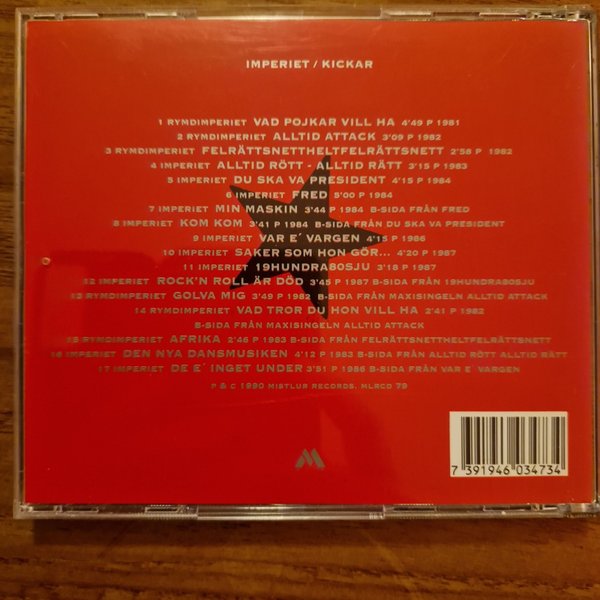 IMPERIET / KICKAR
1 RYMDIMPERIET VAD POJKAR VILL HA 4'49 P 1981
2 RYMDIMPERIET ALLTID ATTACK 3'09 P 1982
3 RYMDIMPERIET FELRÄTTSNETTHELTFELRÄTTSNETT 2'58 P 1982
4 IMPERIET ALLTID RÖTT - ALLTID RÄTT 3'15 P 1983
5 IMPERIET DU SKA VA PRESIDENT 4'15 P 1984
6 IMPERIET FRED 5'00 P 1984
7 IMPERIET MIN MASKIN 3'44 P 1984 B-SIDA FRÅN FRED
8 IMPERIET KOM KOM 3'41 P 1984 B-SIDA FRÅN DU SKA VA PRESIDENT
9 IMPERIET VAR E´ VARGEN 4'15 P 1986
10 IMPERIET SAKER SOM HON GÖR... 4'20 P 1987
11 IMPERIET 19HUNDRA80SJU 3'18 P 1987
12 IMPERIET ROCK'N ROLL ÄR DÖD 3'45 P 1987 B-SIDA FRÅN 19HUNDRA80SJU
13 RYMDIMPERIET GOLVA MIG 3'49 P 1982 B-SIDA FRÅN MAXISINGELN ALLTID ATTACK
14 RYMDIMPERIET VAD TROR DU HON VILL HA 2'41 P 1982
B-SIDA FRÅN MAXISINGELN ALLTID ATTACK
15 RYMDIMPERIET AFRIKA 2'46 P 1983 B-SIDA FRÅN FELRÄTTSNETTHELTFELRÄTTSNETT
16 IMPERIET DEN NYA DANSMUSIKEN 4'12 P 1983 B-SIDA FRÅN ALLTID RÖTT ALLTID RÄTT
17 IMPERIET DE E´ INGET UNDER 3'51 P 1986 B-SIDA FRÅN VAR E´ VARGEN
P & C 1990 MISTLUR RECORDS. MLRCD 79
7 391946 034734